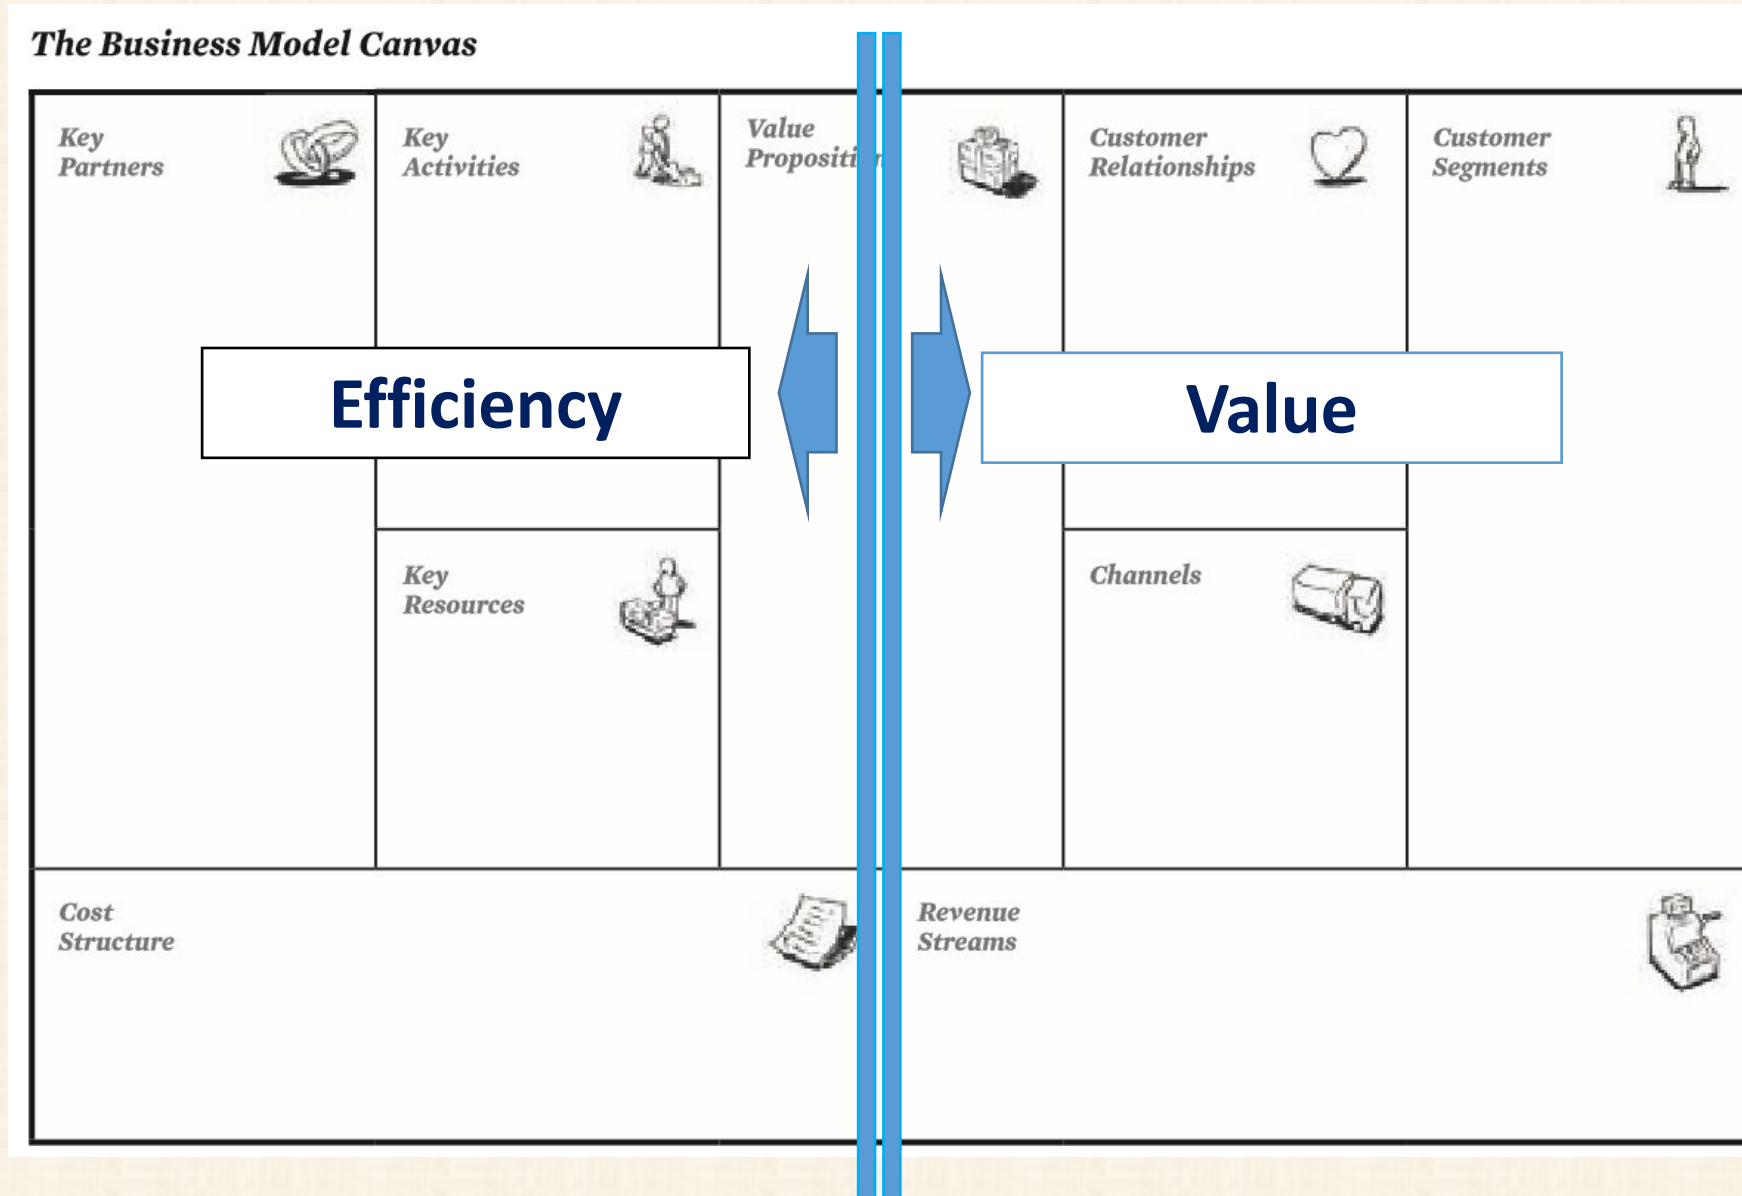 The Business Model Canvas
Key
Partners
Key
Activities
Value
Customer
Relationships
Customer
Segments
Efficiency
Value
Key
Resources
Channels
Cost
Structure
Revenue
Streams